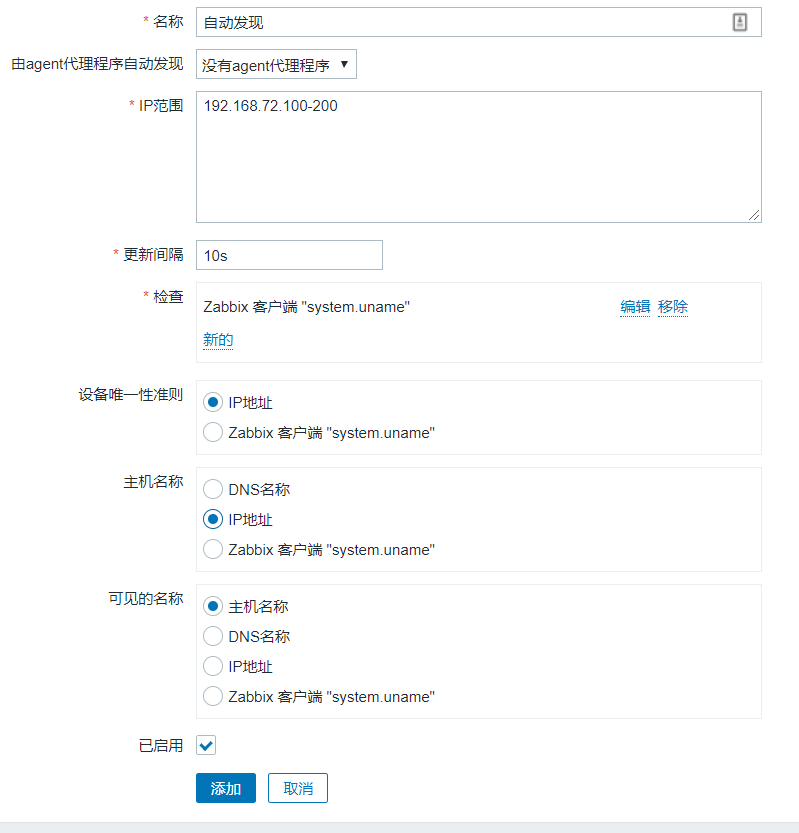 * 名称 自动发现
由agent代理程序自动发现 没有agent代理程序
* IP范围 192.168.72.100-200
* 更新间隔 10s
* 检查 Zabbix 客户端 "system.uname" 编辑 移除
新的
设备唯一性准则 IP地址
Zabbix 客户端 "system.uname"
主机名称 DNS名称
IP地址
Zabbix 客户端 "system.uname"
可见的名称 主机名称
DNS名称
IP地址
Zabbix 客户端 "system.uname"
已启用
添加 取消